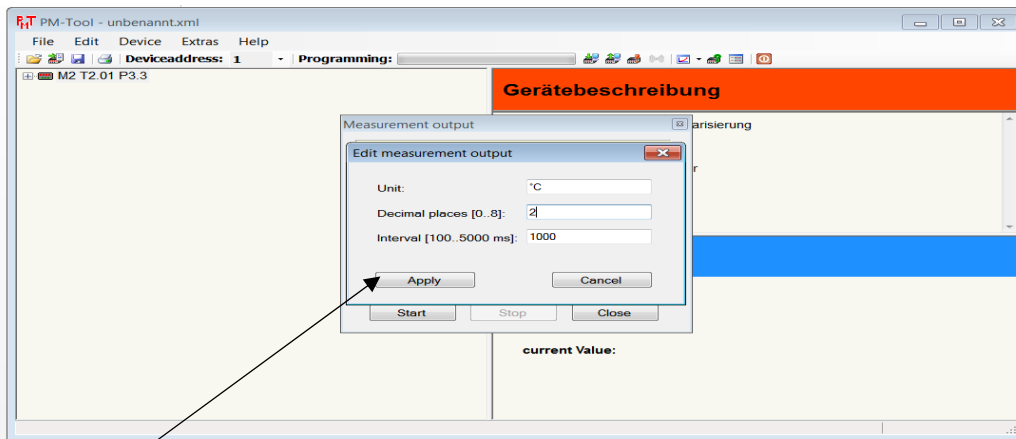 PM-Tool - unbenannt.xml
File Edit Device Extras Help
Deviceaddress: 1 Programming:
M2 T2.01 P3.3
Gerätebeschreibung
Measurement output
arisierung
Edit measurement output
r
Unit: °C
Decimal places [0..8]: 2
Interval [100..5000 ms]: 1000
Apply Cancel
Start Stop Close
current Value: